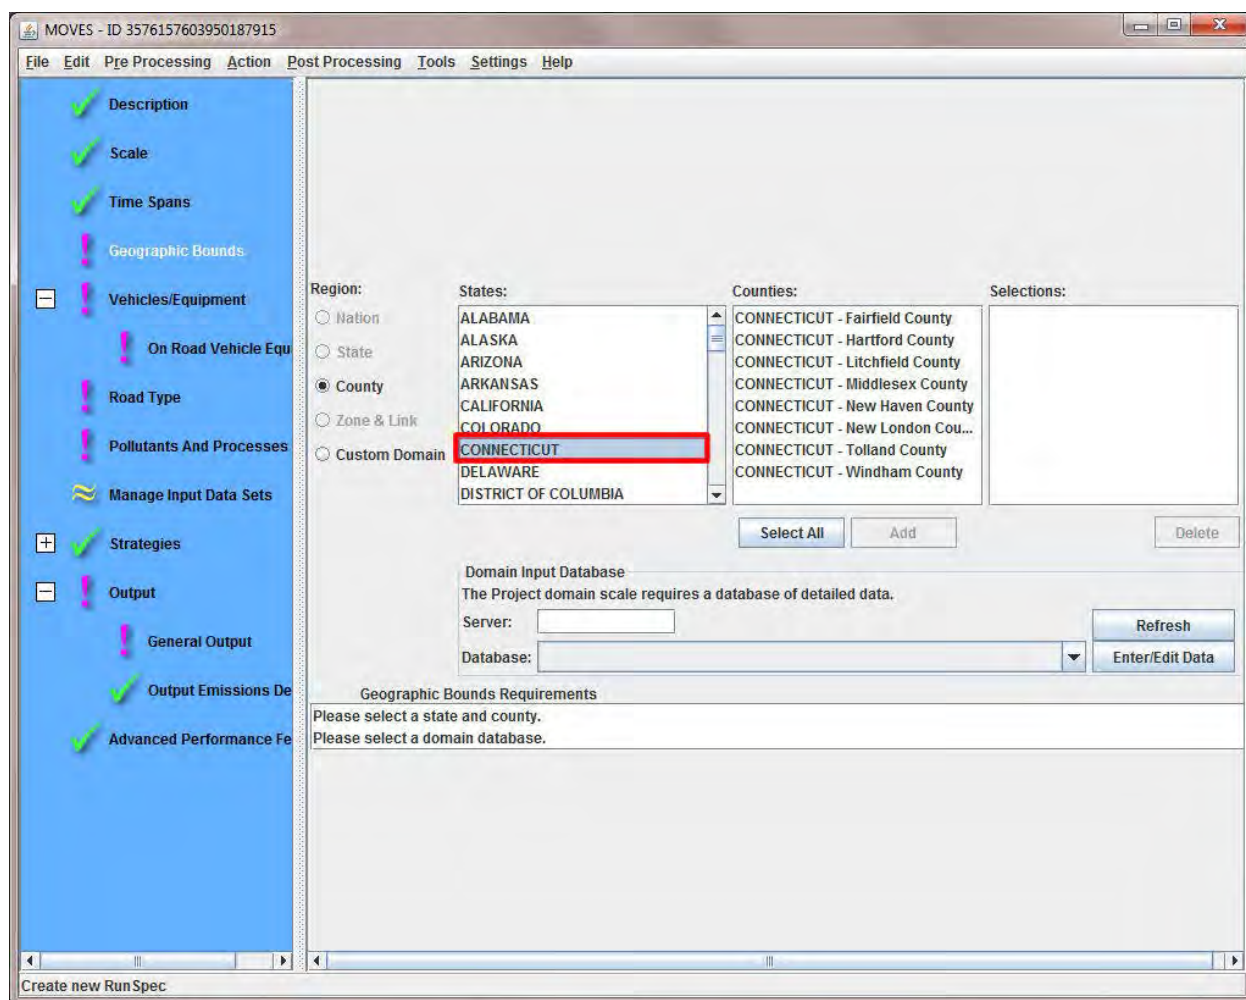 MOVES - ID 3576157603950187915
File Edit Pre Processing Action Post Processing Tools Settings Help
Description
Scale
Time Spans
Geographic Bounds
Vehicles/Equipment
On Road Vehicle Equ
Road Type
Pollutants And Processes
Manage Input Data Sets
Strategies
Output
General Output
Output Emissions De
Advanced Performance Fe
Region:
Nation
State
County
Zone & Link
Custom Domain
States:
ALABAMA
ALASKA
ARIZONA
ARKANSAS
CALIFORNIA
COLORADO
CONNECTICUT
DELAWARE
DISTRICT OF COLUMBIA
Counties:
CONNECTICUT - Fairfield County
CONNECTICUT - Hartford County
CONNECTICUT - Litchfield County
CONNECTICUT - Middlesex County
CONNECTICUT - New Haven County
CONNECTICUT - New London Cou...
CONNECTICUT - Tolland County
CONNECTICUT - Windham County
Selections:
Select All Add Delete
Domain Input Database
The Project domain scale requires a database of detailed data.
Server:
Refresh
Database:
Enter/Edit Data
Geographic Bounds Requirements
Please select a state and county.
Please select a domain database.
Create new RunSpec